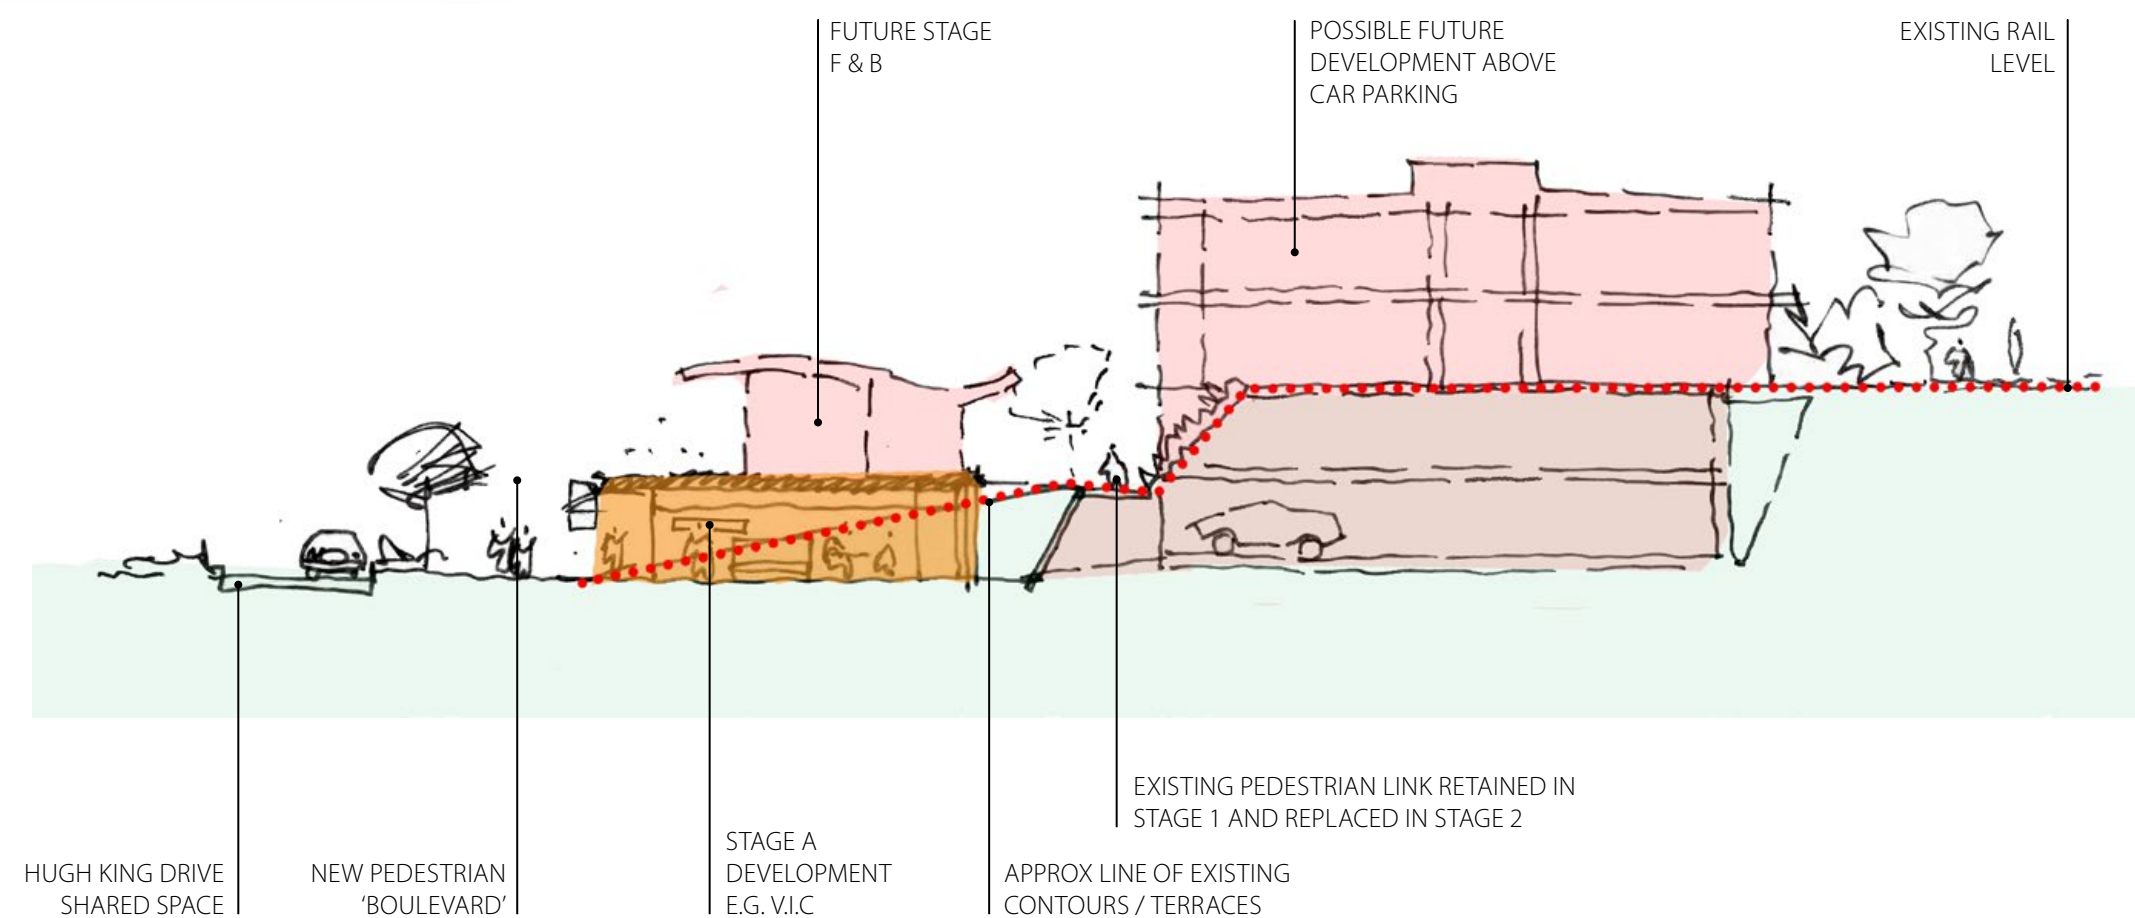 FUTURE STAGE
F & B
POSSIBLE FUTURE
DEVELOPMENT ABOVE
CAR PARKING
EXISTING RAIL
LEVEL
EXISTING PEDESTRIAN LINK RETAINED IN
STAGE 1 AND REPLACED IN STAGE 2
HUGH KING DRIVE
SHARED SPACE
NEW PEDESTRIAN
'BOULEVARD'
STAGE A
DEVELOPMENT
E.G. V.I.C
APPROX LINE OF EXISTING
CONTOURS / TERRACES